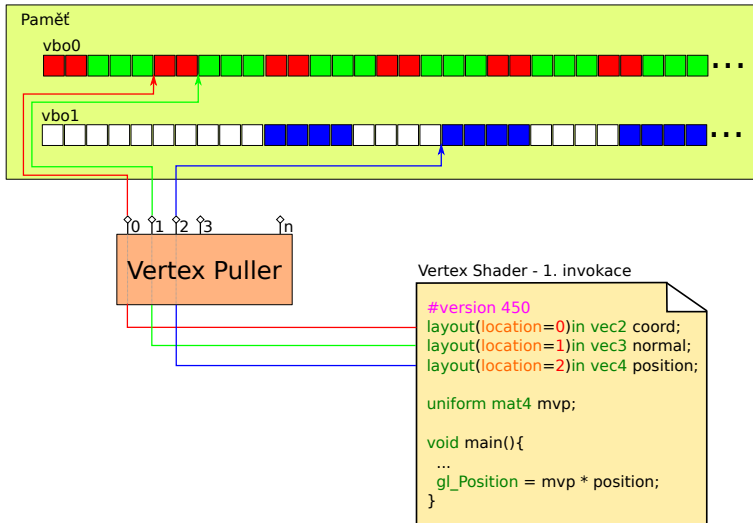 Paměť
vbo0
...
vbo1
...
0 1 2 3 n
Vertex Puller
Vertex Shader - 1. invokace
#version 450
layout(location=0)in vec2 coord;
layout(location=1)in vec3 normal;
layout(location=2)in vec4 position;
uniform mat4 mvp;
void main(){
...
gl_Position = mvp * position;
}